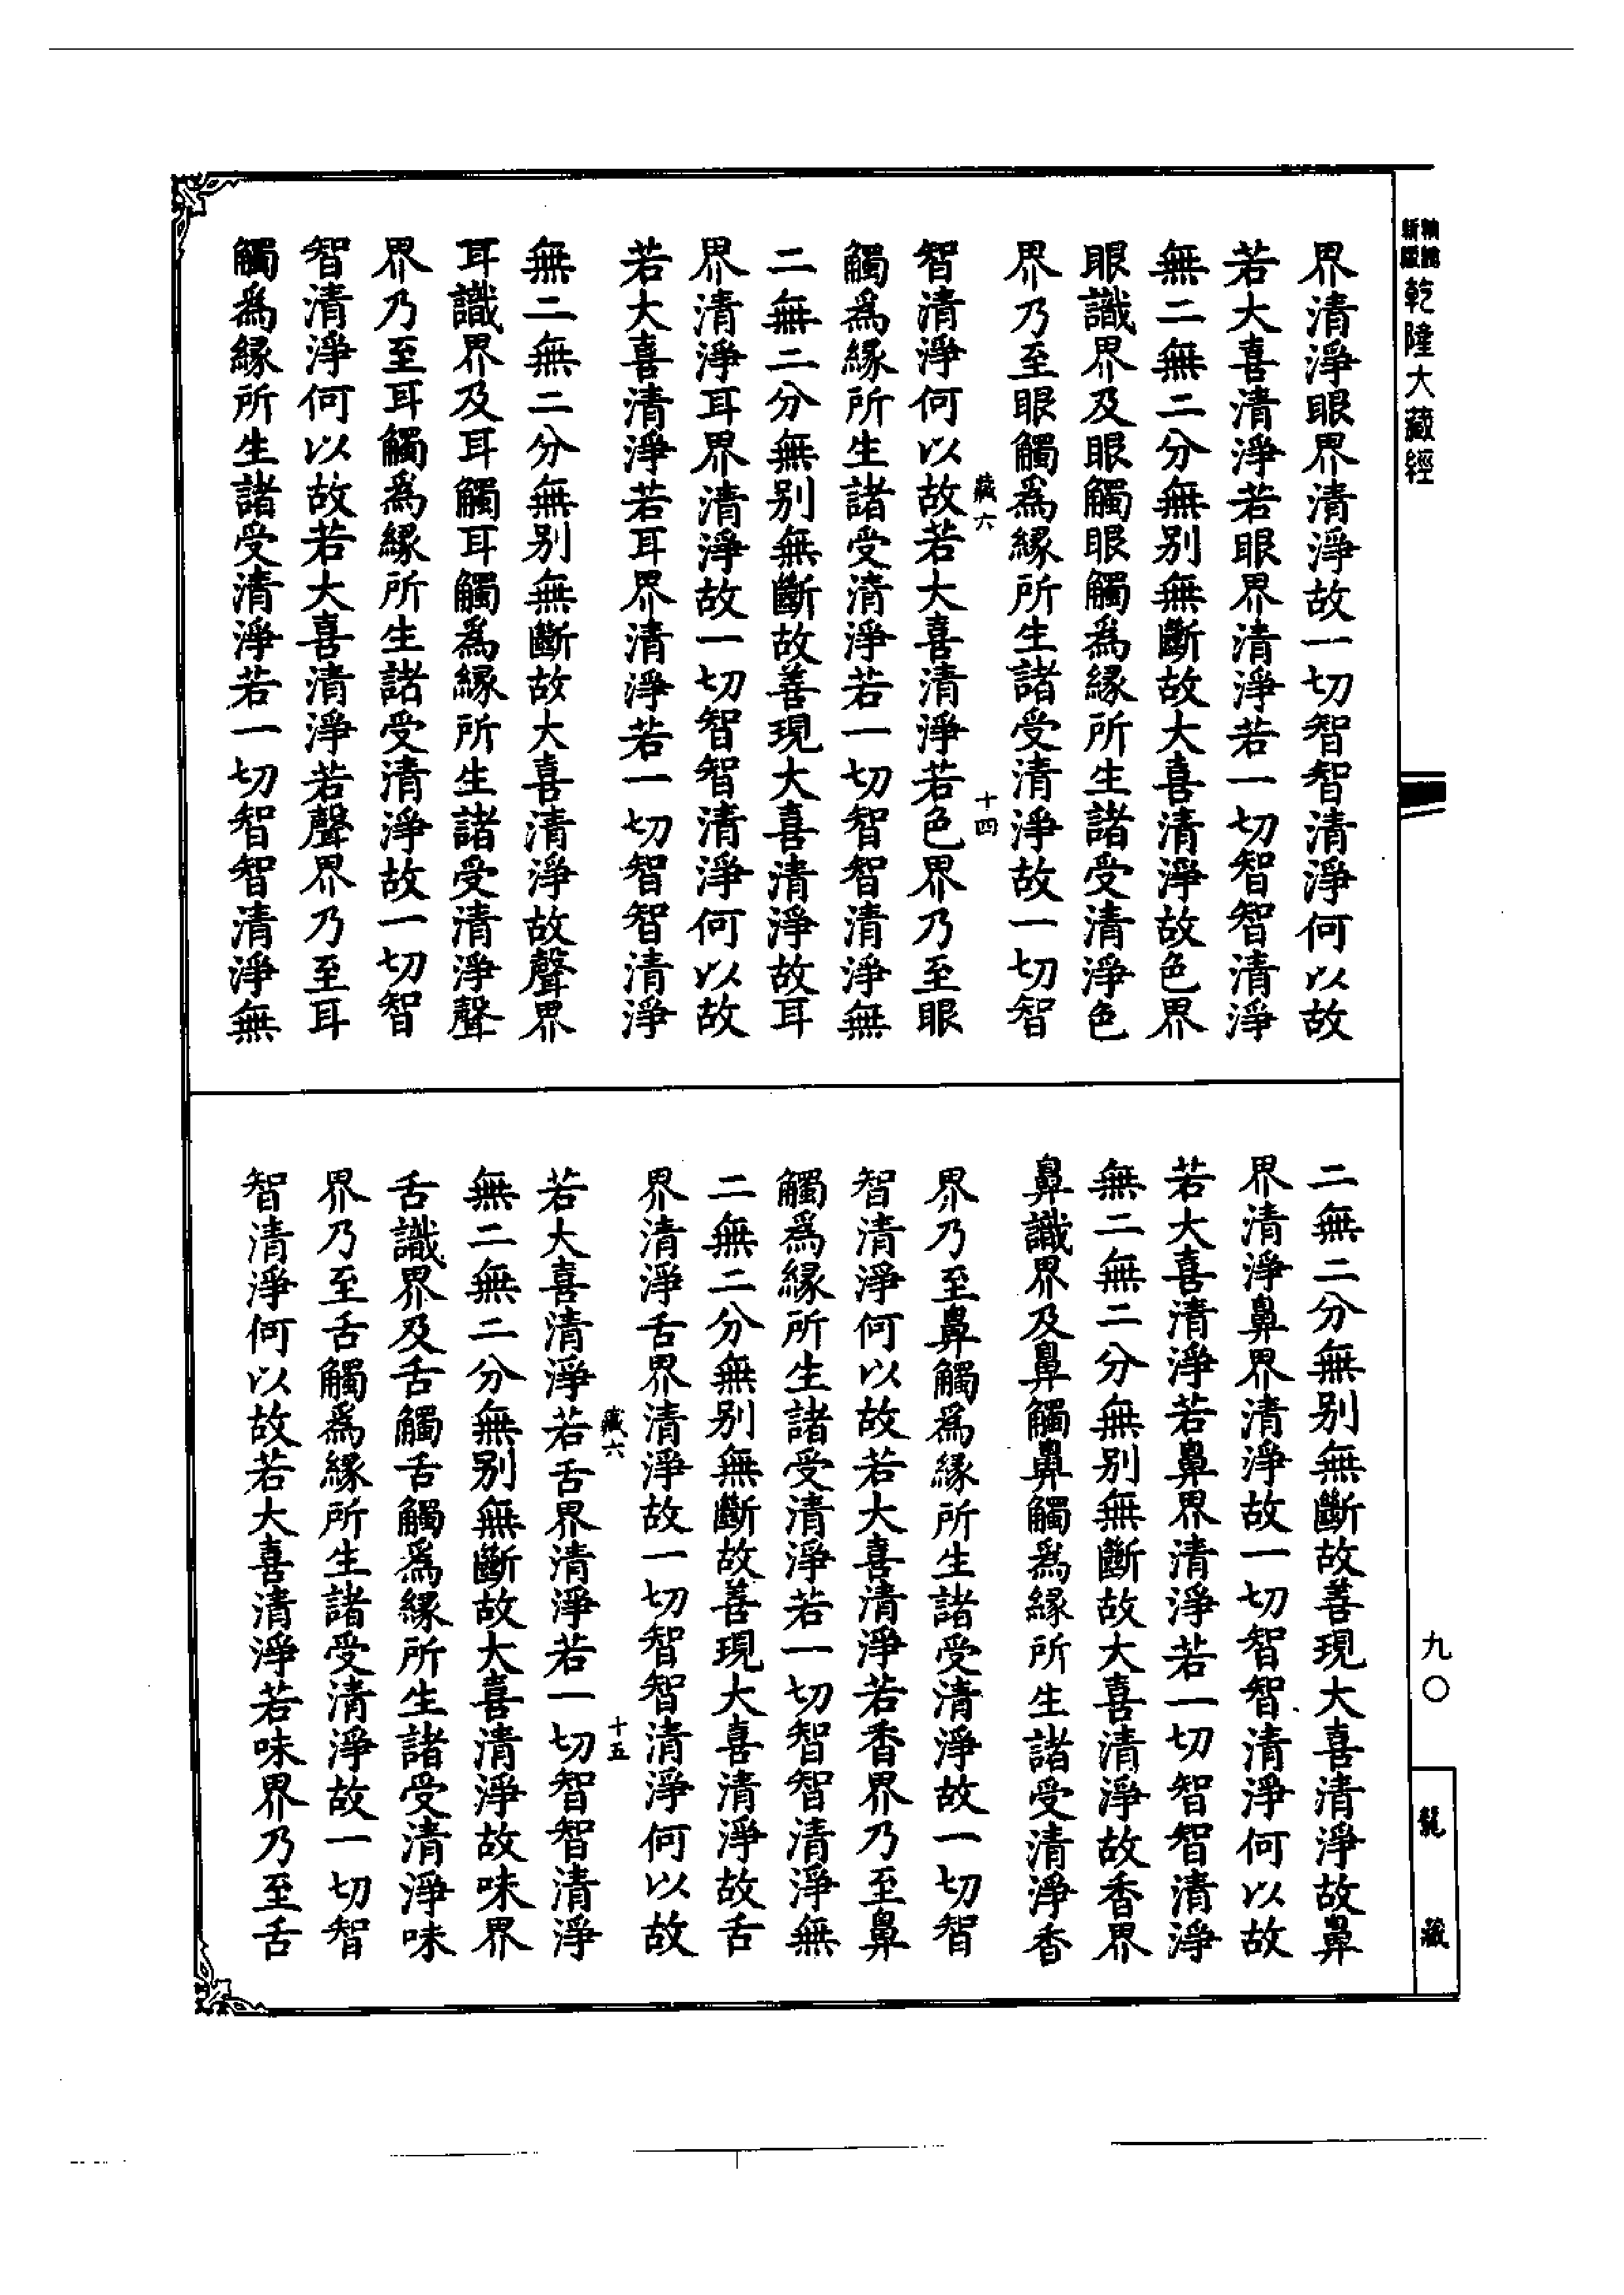 乾隆大藏經
界清淨眼界清淨故一切智智清淨何以故
若大喜清淨若眼界清淨若一切智智清淨
無二無二分無別無斷故大喜清淨故色界
眼識界及眼觸眼觸為緣所生諸受清淨色
界乃至眼觸為緣所生諸受清淨故一切智
藏六
十四
智清淨何以故若大喜清淨若色界乃至眼
觸為緣所生諸受清淨若一切智智清淨無
二無二分無別無斷故善現大喜清淨故耳
界清淨耳界清淨故一切智智清淨何以故
若大喜清淨若耳界清淨若一切智智清淨
無二無二分無別無斷故大喜清淨故聲界
耳識界及耳觸耳觸為緣所生諸受清淨聲
界乃至耳觸為緣所生諸受清淨故一切智
智清淨何以故若大喜清淨若聲界乃至耳
觸為緣所生諸受清淨若一切智智清淨無
二無二分無別無斷故善現大喜清淨故鼻
界清淨鼻界清淨故一切智智清淨何以故
若大喜清淨若鼻界清淨若一切智智清淨
無二無二分無別無斷故大喜清淨故香界
鼻識界及鼻觸鼻觸為緣所生諸受清淨香
界乃至鼻觸為緣所生諸受清淨故一切智
智清淨何以故若大喜清淨若香界乃至鼻
觸為緣所生諸受清淨若一切智智清淨無
二無二分無別無斷故善現大喜清淨故舌
界清淨舌界清淨故一切智智清淨何以故
藏六
十五
若大喜清淨若舌界清淨若一切智智清淨
無二無二分無別無斷故大喜清淨故味界
舌識界及舌觸舌觸為緣所生諸受清淨味
界乃至舌觸為緣所生諸受清淨故一切智
智清淨何以故若大喜清淨若味界乃至舌
九〇
龍藏